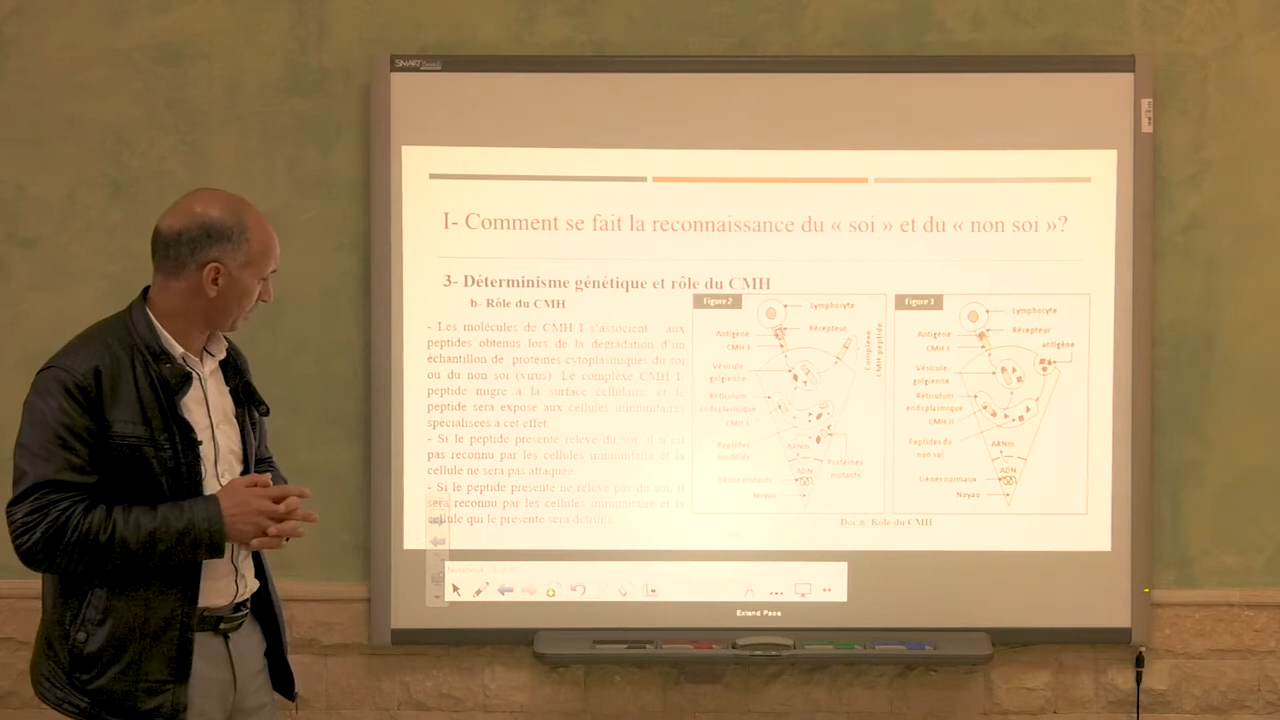 SMART
I- Comment se fait la reconnaissance du « soi » et du « non soi »?
3- Déterminisme génétique et rôle du CMH
b- Rôle du CMH
- Les molécules de CMH I s'associent aux
peptides obtenus lors de la dégradation d'un
échantillon de proteines cytoplasmiques du soi
ou du non soi (virus). Le complexe CMH I-
peptide migre à la surface cellulaire, et le
peptide sera exposé aux cellules immunitaires
spécialisées à cet effet
- Si le peptide présenté relève du soi, il n'est
pas reconnu par les cellules immunitaire et la
cellule ne sera pas attaquée.
- Si le peptide présenté ne relève pas du soi, il
sera reconnu par les cellules immunitaire et la
cellule qui le présente sera détruite
Figure 2
Lymphocyte
Récepteur
Antigène
CMH I
Complexe
CMH peptide
Vésicule
golgienne
Réticulum
endoplasmique
CMH I
Peptides
modifiés
ARNm
Protéines
mutants
ADN
Gènes mutants
Noyau
Figure 3
Lymphocyte
Récepteur
Antigène
antigène
CMH I
Vésicule
golgienne
Réticulum
endoplasmique
CMH II
Peptides du
non soi
ARNm
ADN
Gènes normaux
Noyau
Doc 6 Rôle du CMH
Extend Page